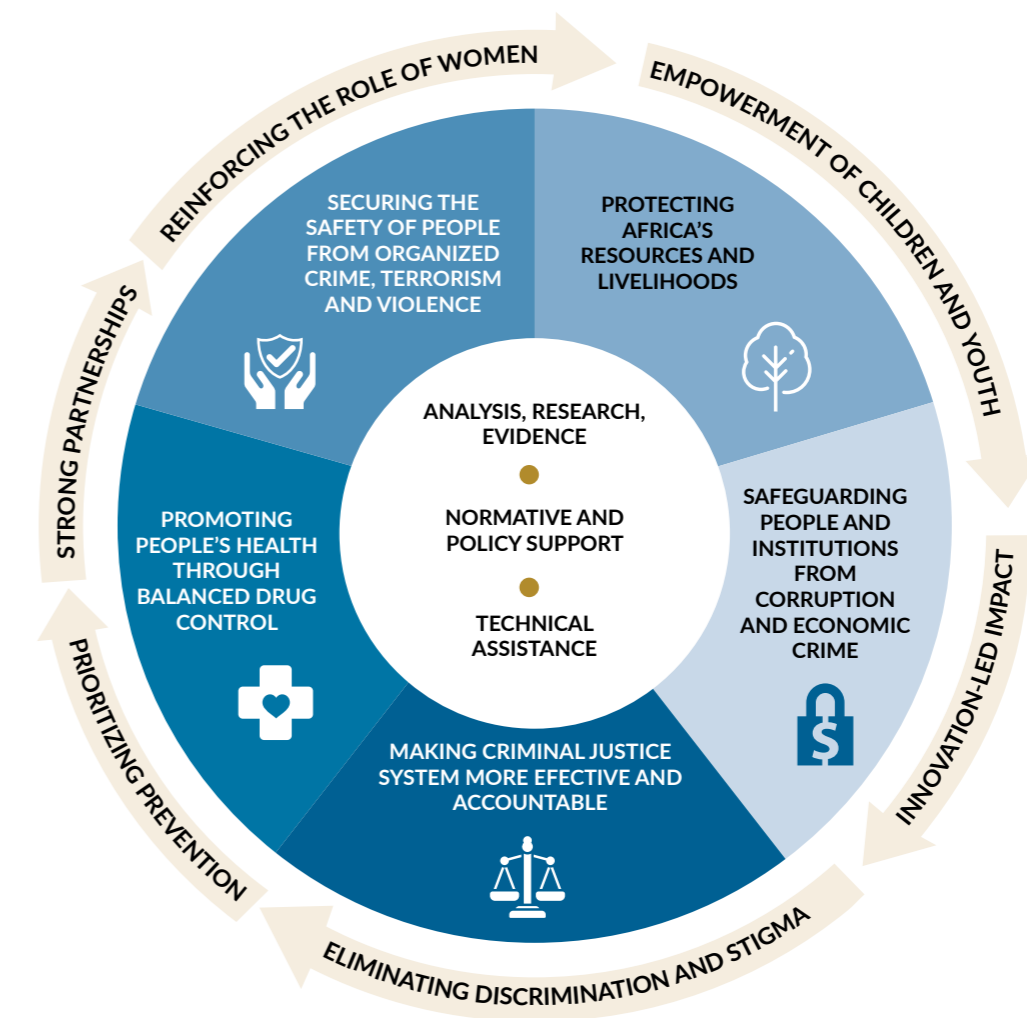 REINFORCING THE ROLE OF WOMEN
EMPOWERMENT OF CHILDREN AND YOUTH
INNOVATION-LED IMPACT
ELIMINATING DISCRIMINATION AND STIGMA
PRIORITIZING PREVENTION
STRONG PARTNERSHIPS
SECURING THE
SAFETY OF PEOPLE
FROM ORGANIZED
CRIME, TERRORISM
AND VIOLENCE
PROTECTING
AFRICA'S
RESOURCES AND
LIVELIHOODS
SAFEGUARDING
PEOPLE AND
INSTITUTIONS
FROM
CORRUPTION
AND ECONOMIC
CRIME
$
MAKING CRIMINAL JUSTICE
SYSTEM MORE EFECTIVE AND
ACCOUNTABLE
PROMOTING
PEOPLE'S HEALTH
THROUGH
BALANCED DRUG
CONTROL
ANALYSIS, RESEARCH,
EVIDENCE
NORMATIVE AND
POLICY SUPPORT
TECHNICAL
ASSISTANCE